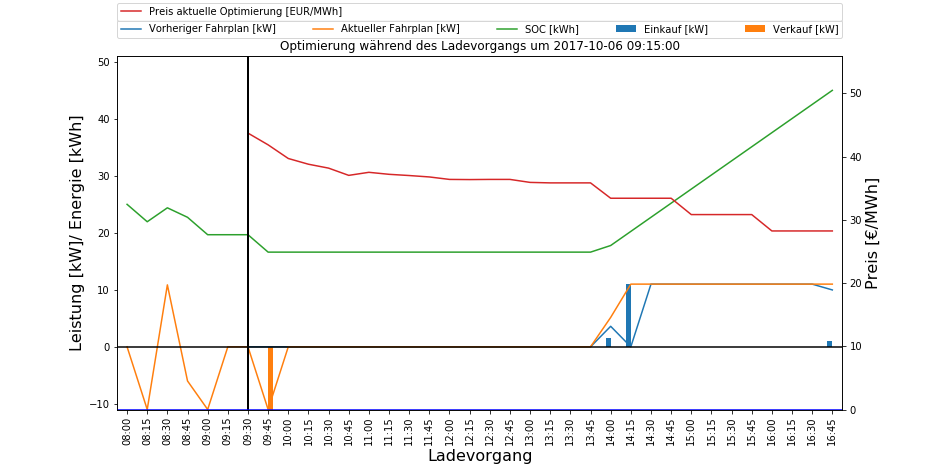 Preis aktuelle Optimierung [EUR/MWh]
Vorheriger Fahrplan [kW] Aktueller Fahrplan [kW] SOC [kWh] Einkauf [kW] Verkauf [kW]
Optimierung während des Ladevorgangs um 2017-10-06 09:15:00
Leistung [kW]/ Energie [kWh]
50
40
30
20
10
0
−10
50
40
30
20
10
0
Preis [€/MWh]
08:00 08:15 08:30 08:45 09:00 09:15 09:30 09:45 10:00 10:15 10:30 10:45 11:00 11:15 11:30 11:45 12:00 12:15 12:30 12:45 13:00 13:15 13:30 13:45 14:00 14:15 14:30 14:45 15:00 15:15 15:30 15:45 16:00 16:15 16:30 16:45
Ladevorgang